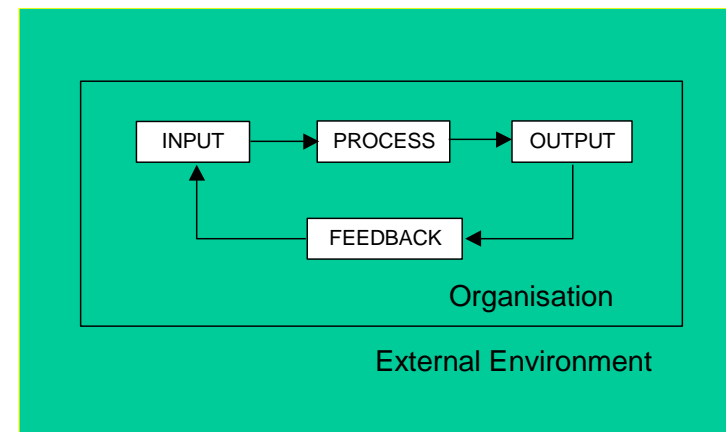 INPUT
PROCESS
OUTPUT
FEEDBACK
Organisation
External Environment